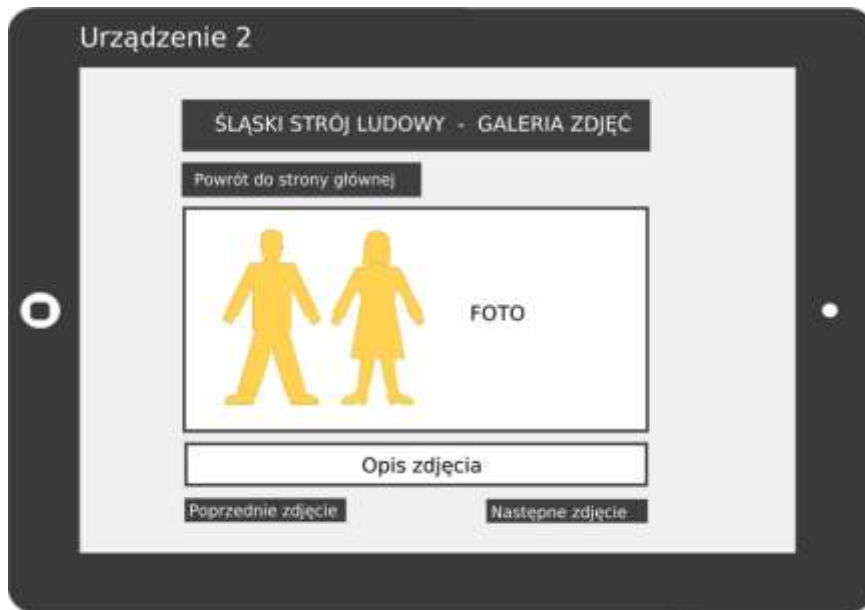 Urządzenie 2
ŚLĄSKI STRÓJ LUDOWY - GALERIA ZDJĘĆ
Powrót do strony głównej
FOTO
Opis zdjęcia
Poprzednie zdjęcie
Następne zdjęcie